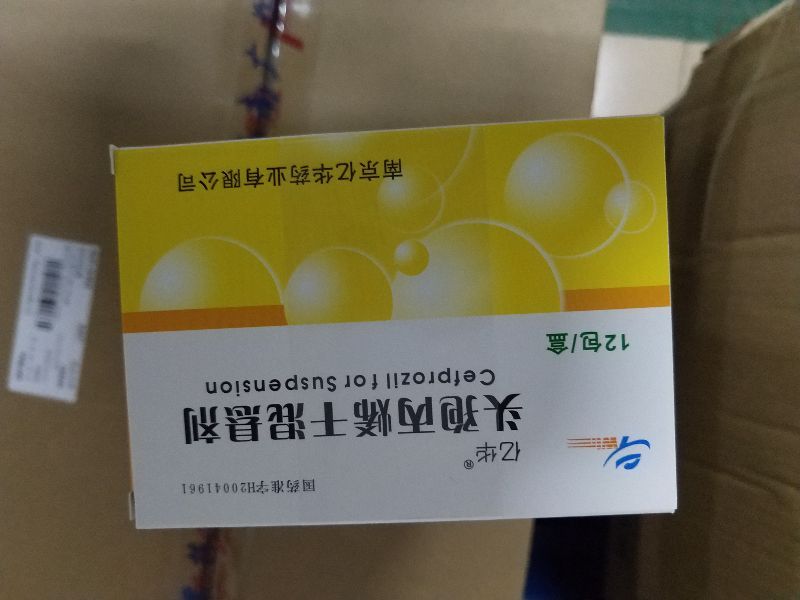 国药准字H20041961
亿华®
头孢丙烯干混悬剂
Cefprozil for Suspension
12包/盒
南京亿华药业有限公司